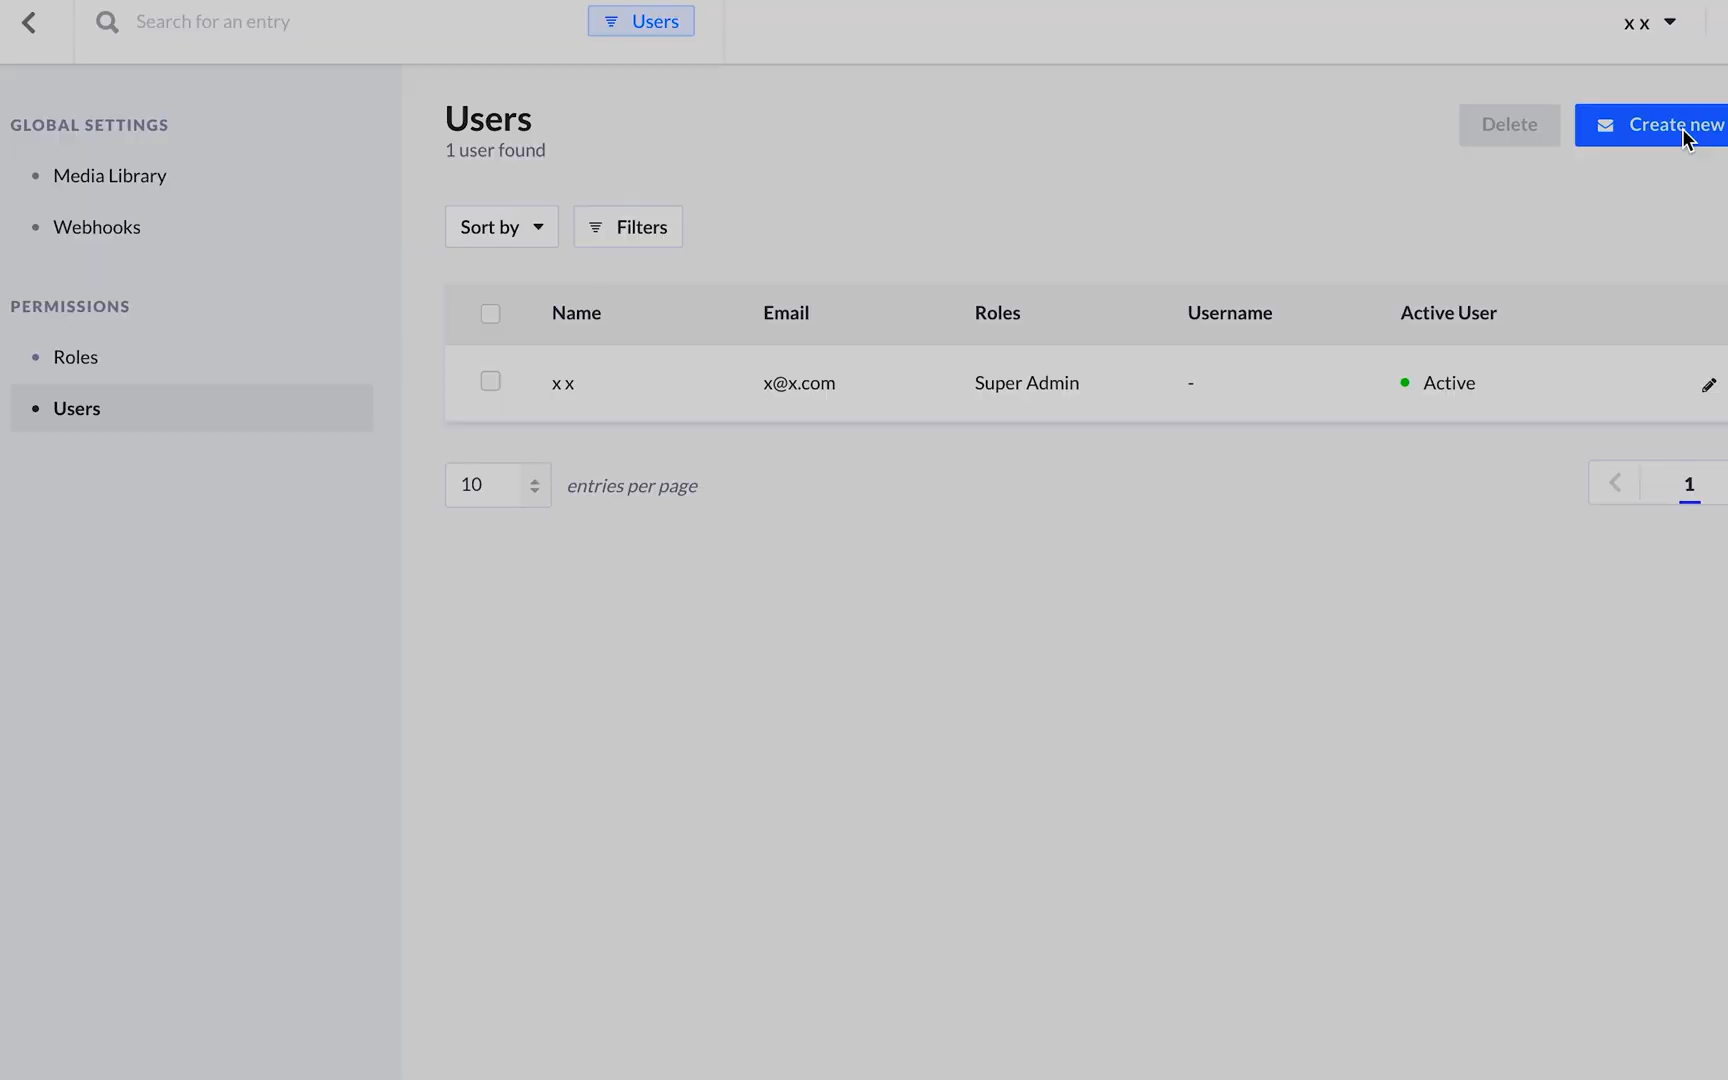 Search for an entry
Users
x x
GLOBAL SETTINGS
Media Library
Webhooks
PERMISSIONS
Roles
Users
Users
1 user found
Delete
Create new
Sort by
Filters
Name Email Roles Username Active User
x x x@x.com Super Admin - Active
10 entries per page
1